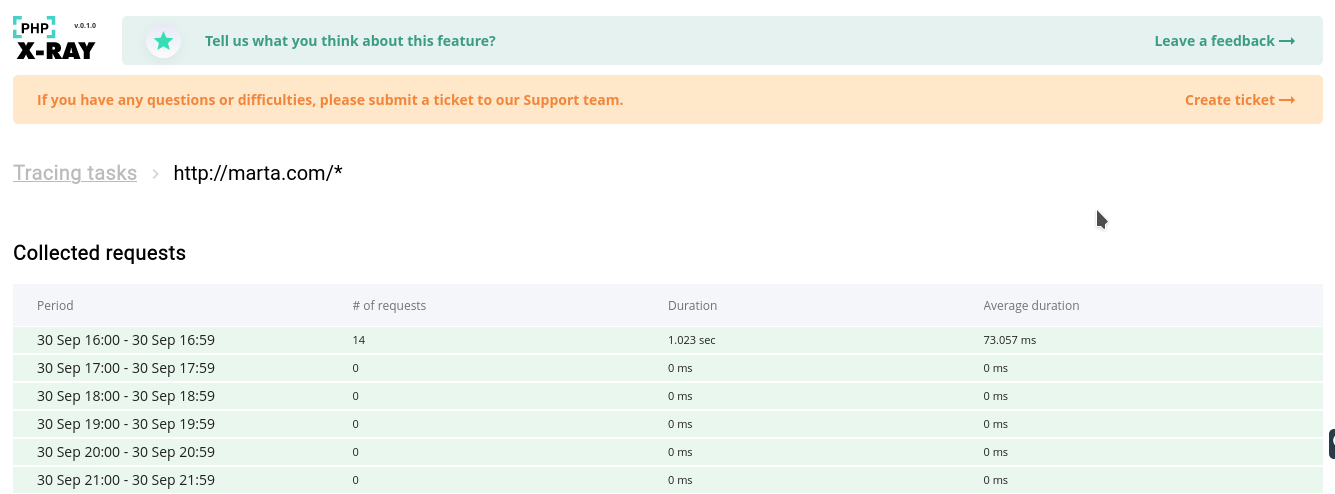 PHP v.0.1.0
X-RAY
Tell us what you think about this feature? Leave a feedback
If you have any questions or difficulties, please submit a ticket to our Support team. Create ticket
Tracing tasks > http://marta.com/*
Collected requests
Period # of requests Duration Average duration
30 Sep 16:00 - 30 Sep 16:59 14 1.023 sec 73.057 ms
30 Sep 17:00 - 30 Sep 17:59 0 0 ms 0 ms
30 Sep 18:00 - 30 Sep 18:59 0 0 ms 0 ms
30 Sep 19:00 - 30 Sep 19:59 0 0 ms 0 ms
30 Sep 20:00 - 30 Sep 20:59 0 0 ms 0 ms
30 Sep 21:00 - 30 Sep 21:59 0 0 ms 0 ms